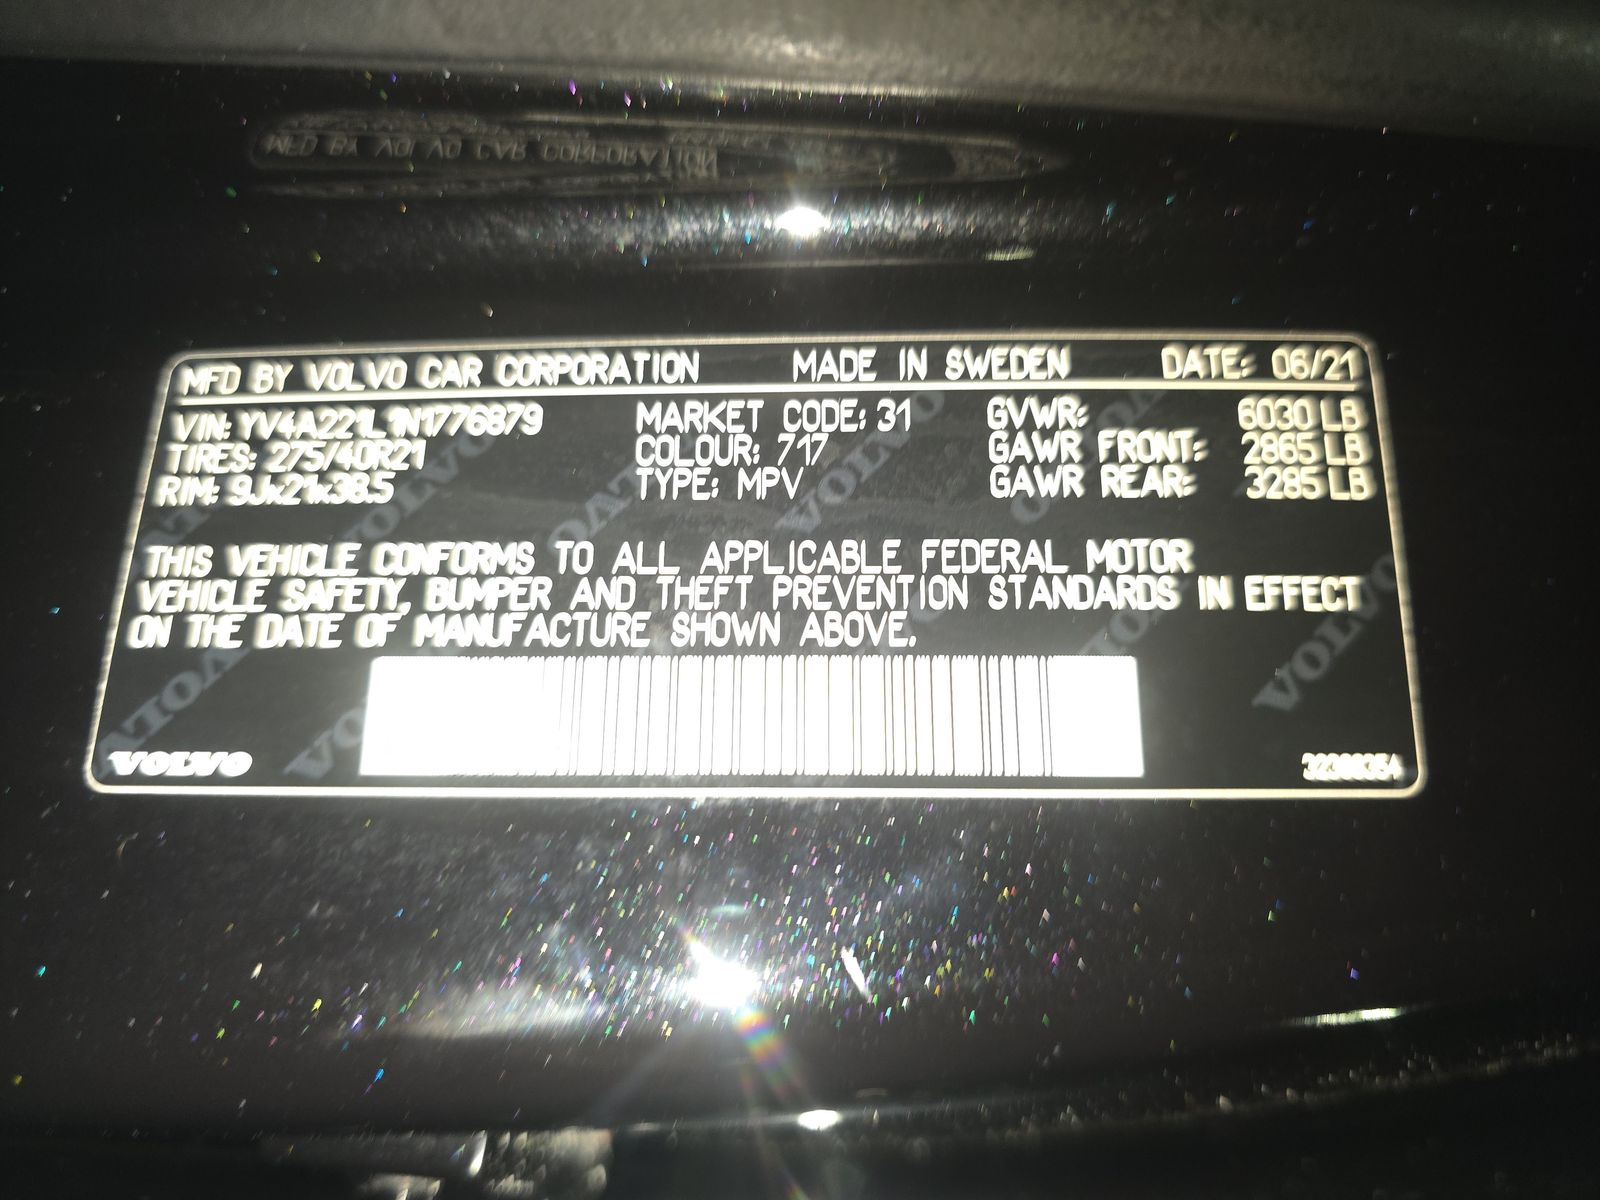 MFD BY VOLVO CAR CORPORATION MADE IN SWEDEN DATE: 06/21
VIN: YV4A221L1N1776879 MARKET CODE: 31 GVWR: 6030 LB
TIRES: 275/40R21 COLOUR: 717 GAWR FRONT: 2865 LB
RIM: 9Jx21x38.5 TYPE: MPV GAWR REAR: 3285 LB
THIS VEHICLE CONFORMS TO ALL APPLICABLE FEDERAL MOTOR
VEHICLE SAFETY, BUMPER AND THEFT PREVENTION STANDARDS IN EFFECT
ON THE DATE OF MANUFACTURE SHOWN ABOVE.
VOLVO